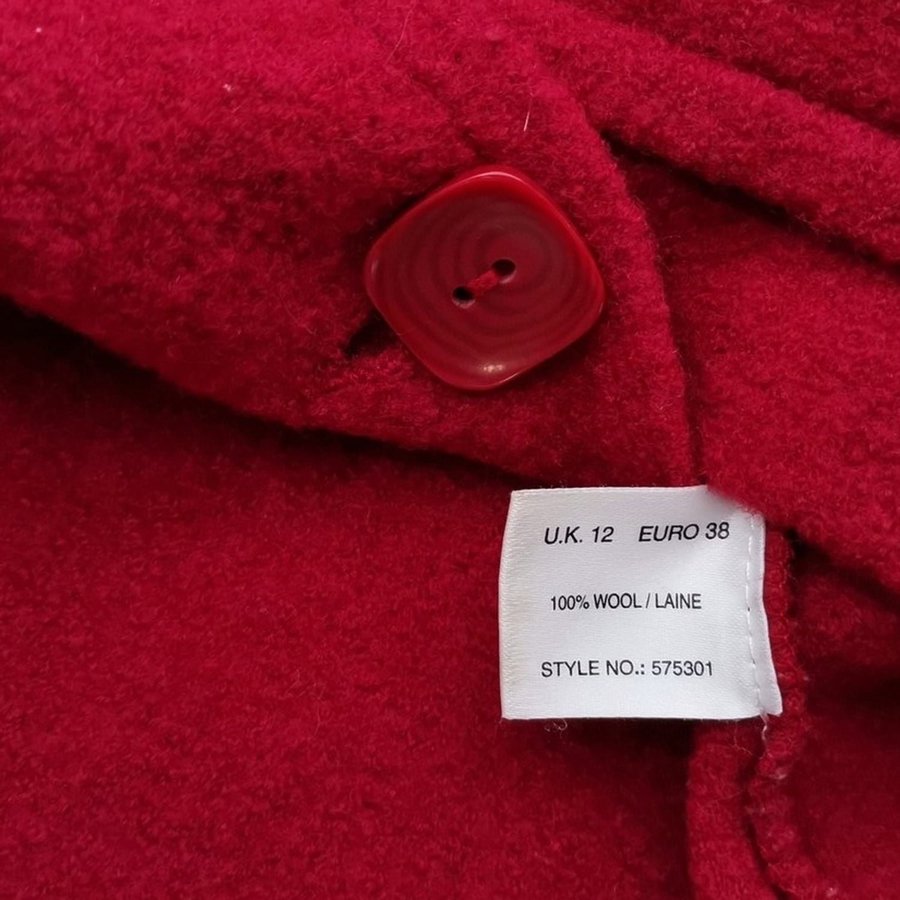 U.K. 12 EURO 38
100% WOOL / LAINE
STYLE NO.: 575301